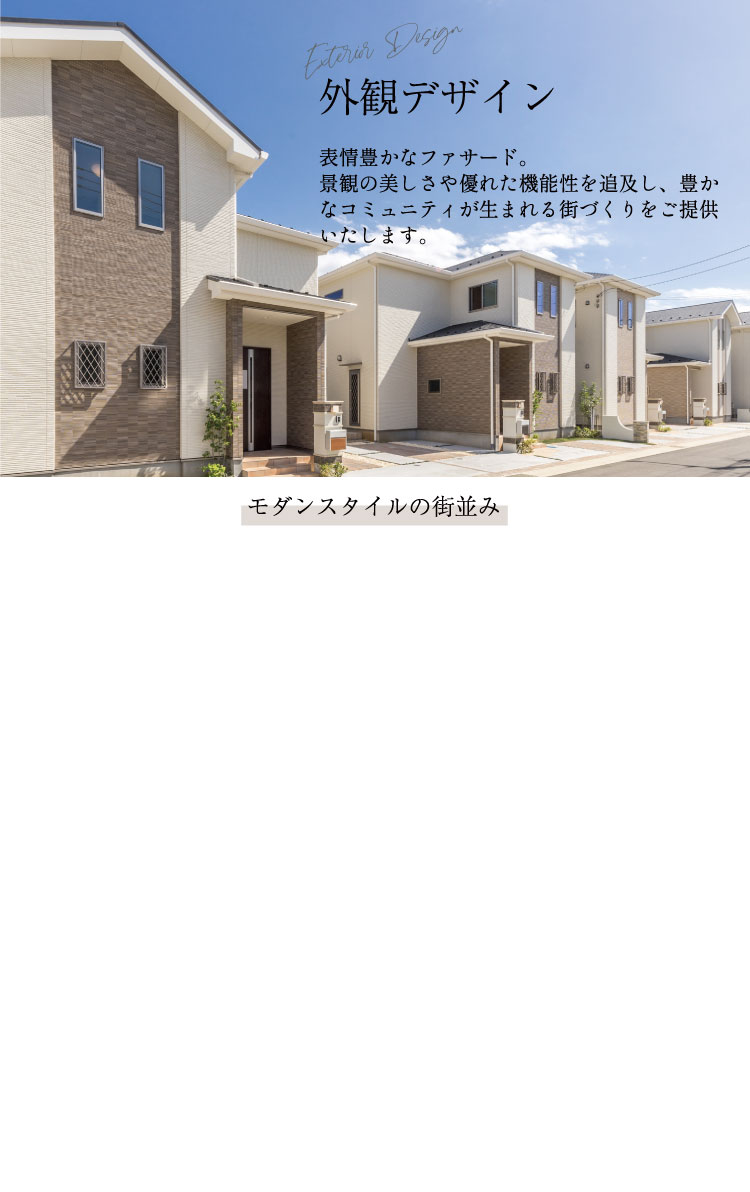 Exterior Design
外観デザイン
表情豊かなファサード。
景観の美しさや優れた機能性を追及し、豊か
なコミュニティが生まれる街づくりをご提供
いたします。
モダンスタイルの街並み